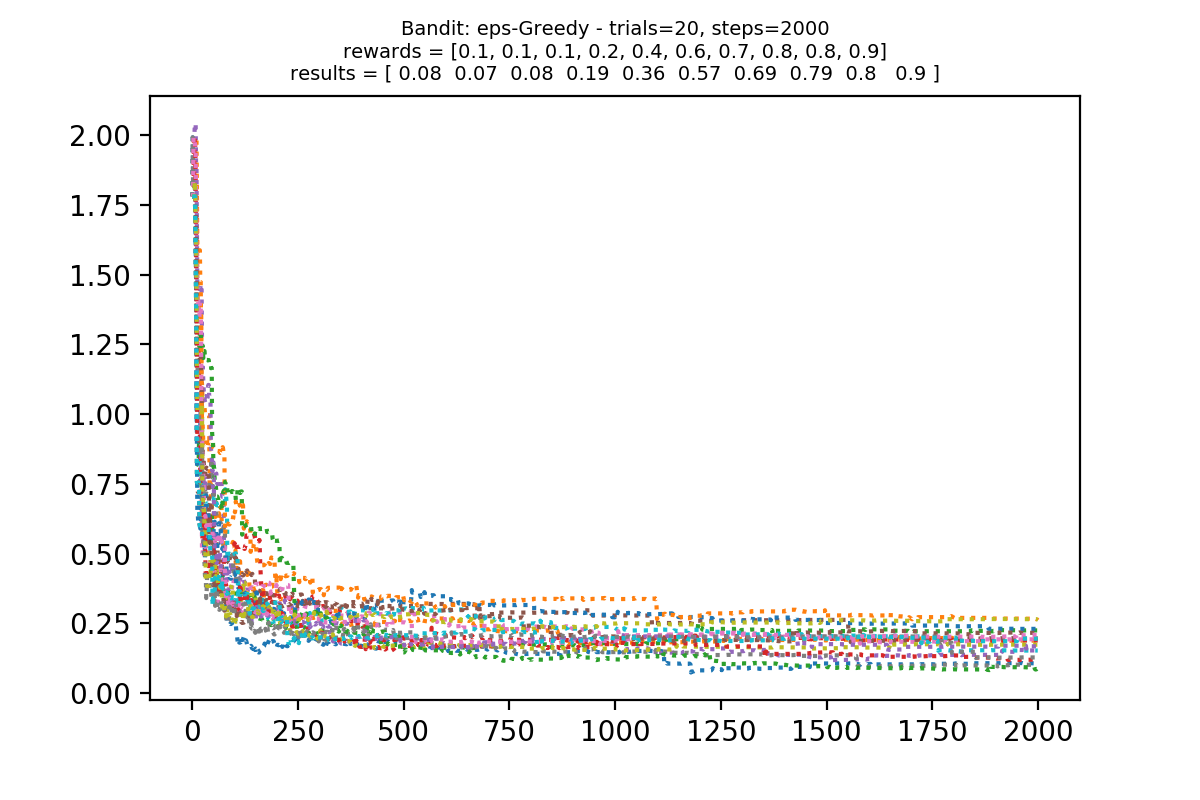 Bandit: eps-Greedy - trials=20, steps=2000
rewards = [0.1, 0.1, 0.1, 0.2, 0.4, 0.6, 0.7, 0.8, 0.8, 0.9]
results = [ 0.08  0.07  0.08  0.19  0.36  0.57  0.69  0.79  0.8   0.9 ]
2.00
1.75
1.50
1.25
1.00
0.75
0.50
0.25
0.00
0 250 500 750 1000 1250 1500 1750 2000